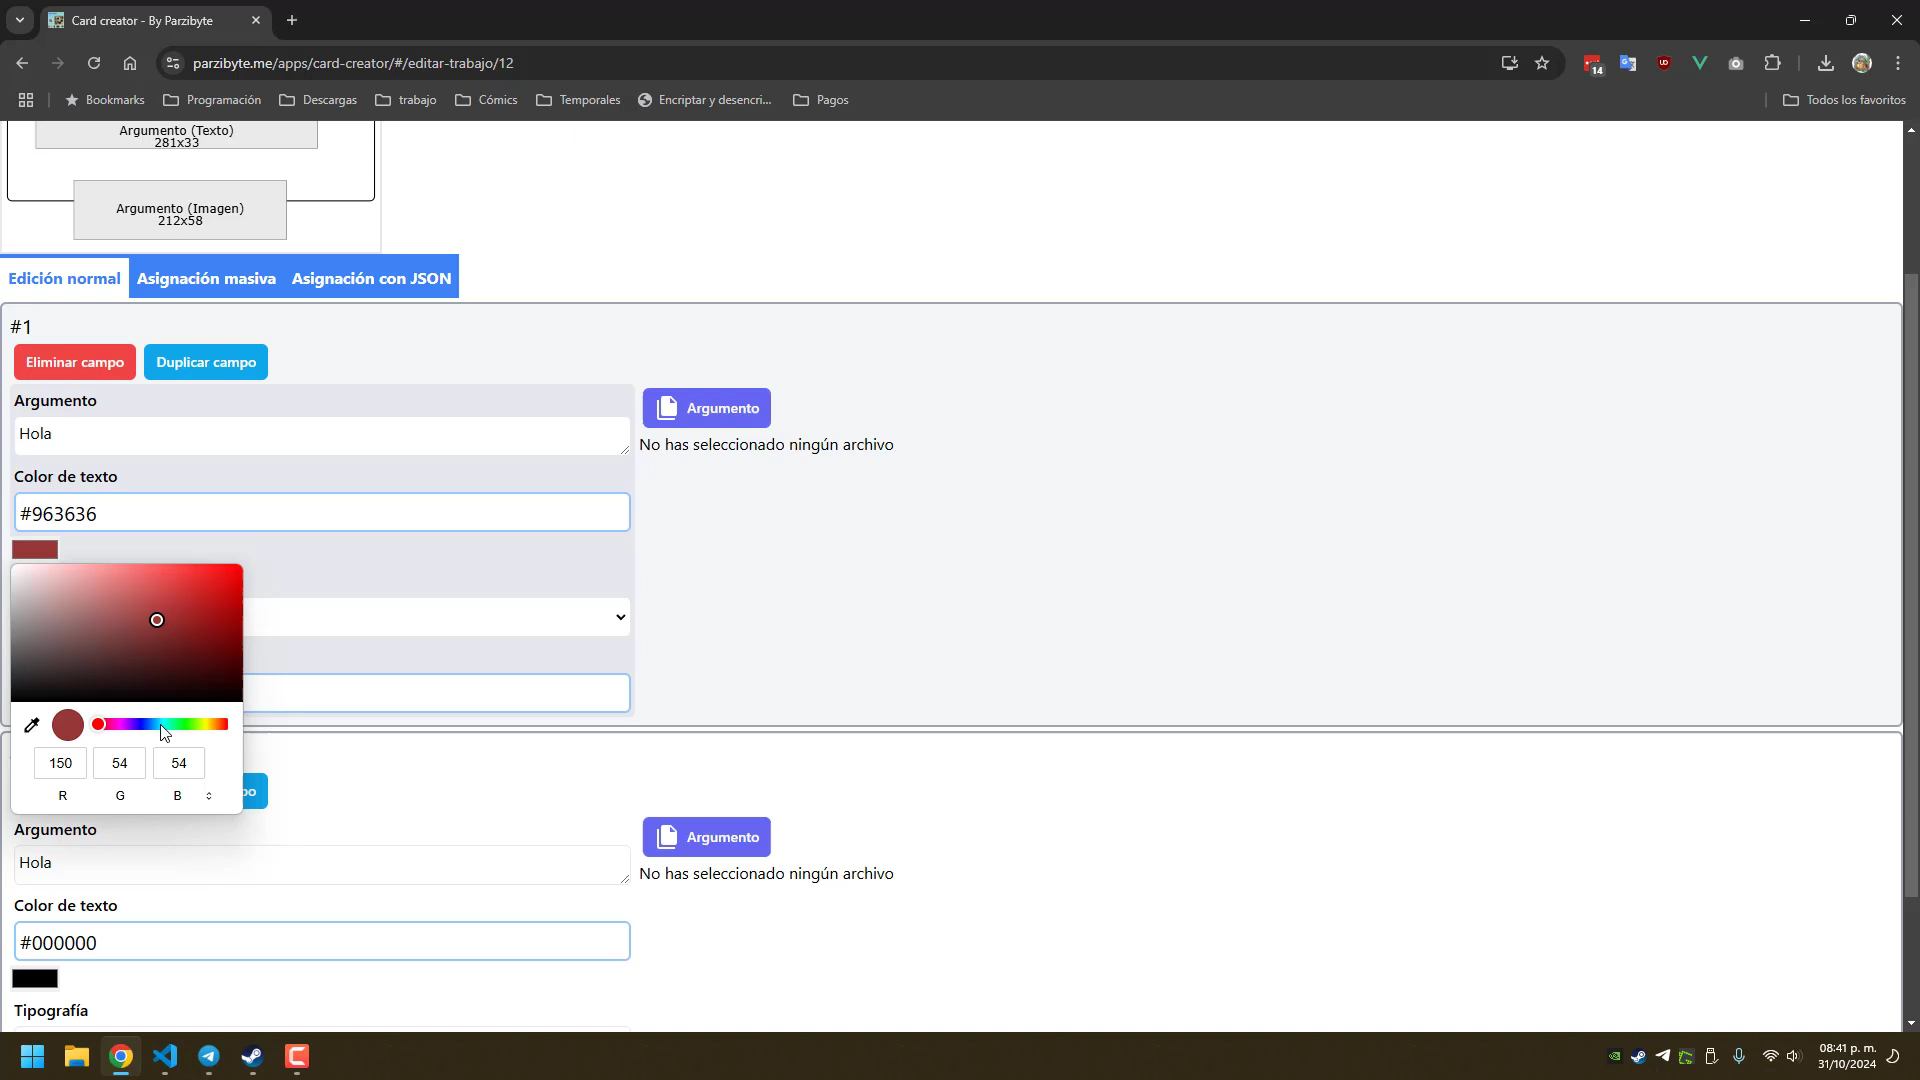 Card creator - By Parzibyte
parzibyte.me/apps/card-creator/#/editar-trabajo/12
14
Bookmarks
Programación
Descargas
trabajo
Cómics
Temporales
Encriptar y desencri...
Pagos
Todos los favoritos
Argumento (Texto)
281x33
Argumento (Imagen)
212x58
Edición normal
Asignación masiva
Asignación con JSON
#1
Eliminar campo
Duplicar campo
Argumento
Argumento
Hola
No has seleccionado ningún archivo
Color de texto
#963636
150
54
54
R
G
B
po
Argumento
Argumento
Hola
No has seleccionado ningún archivo
Color de texto
#000000
Tipografía
08:41 p. m.
31/10/2024